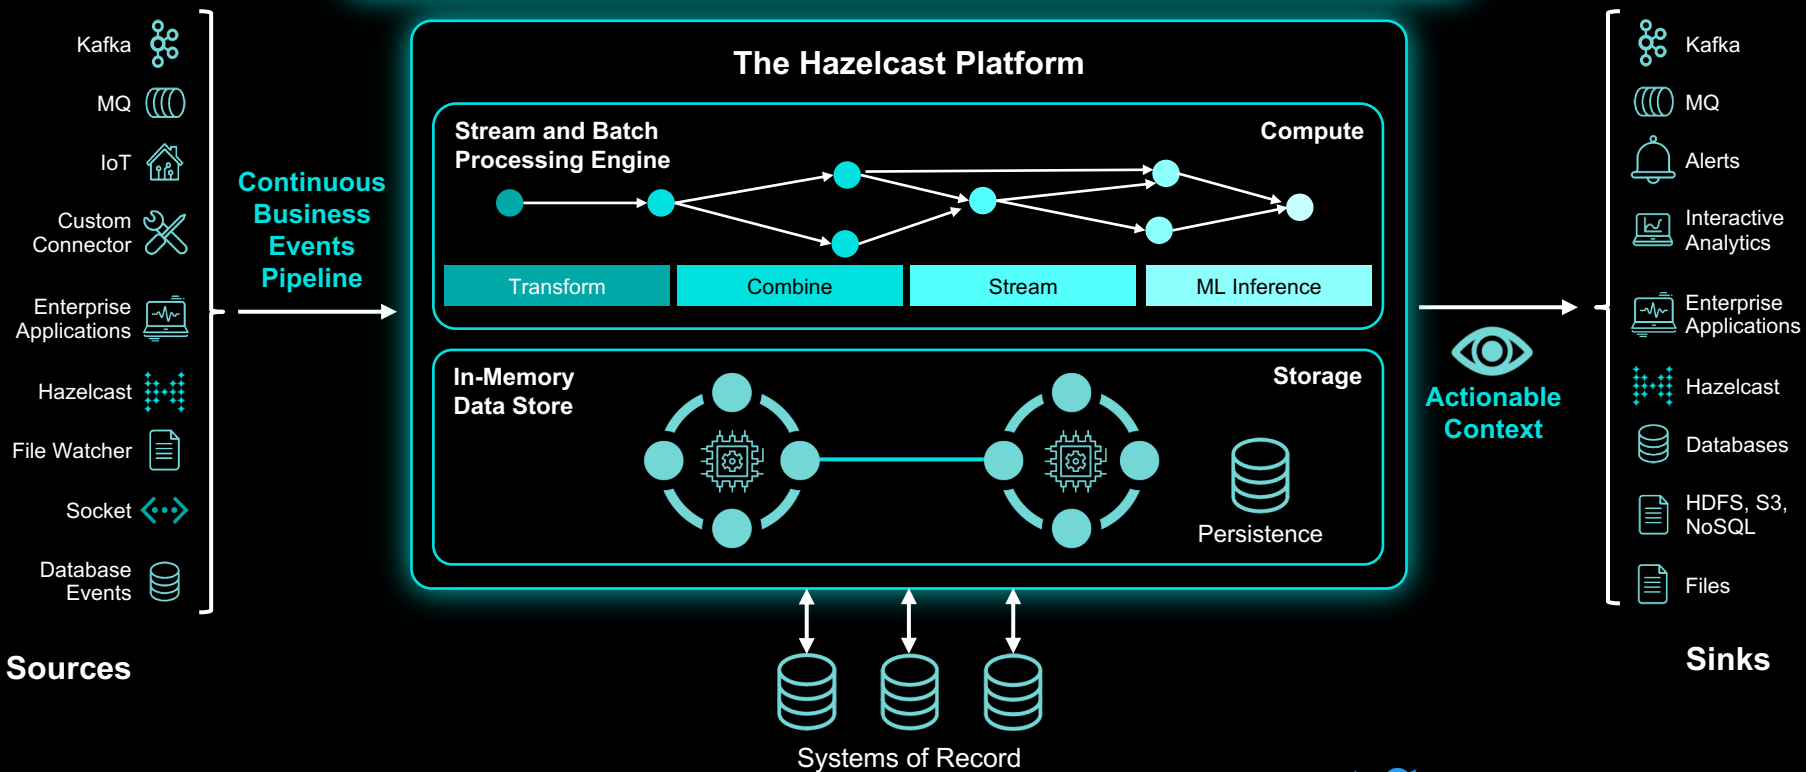 Kafka
MQ
IoT
Custom
Connector
Enterprise
Applications
Hazelcast
File Watcher
Socket
Database
Events
Sources
Continuous
Business
Events
Pipeline
The Hazelcast Platform
Stream and Batch
Processing Engine
Compute
Transform
Combine
Stream
ML Inference
In-Memory
Data Store
Storage
Persistence
Systems of Record
Actionable
Context
Kafka
MQ
Alerts
Interactive
Analytics
Enterprise
Applications
Hazelcast
Databases
HDFS, S3,
NoSQL
Files
Sinks